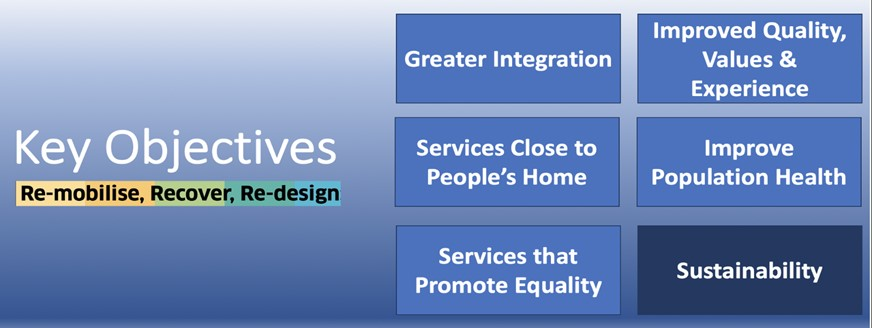 Key Objectives
Re-mobilise, Recover, Re-design
Greater Integration
Improved Quality,
Values &
Experience
Services Close to
People's Home
Improve
Population Health
Services that
Promote Equality
Sustainability